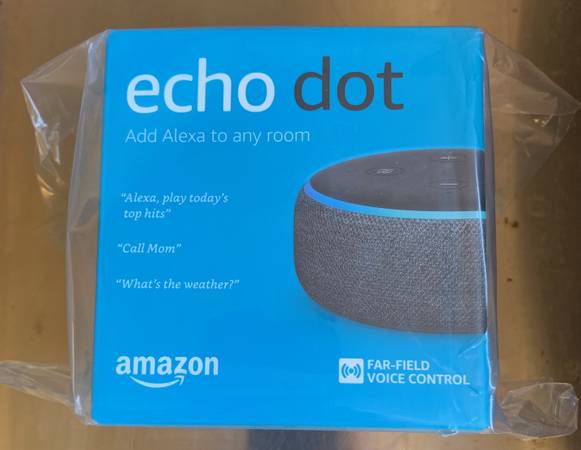 echo dot
Add Alexa to any room
“Alexa, play today’s
top hits”
“Call Mom”
“What’s the weather?”
amazon
FAR-FIELD
VOICE CONTROL